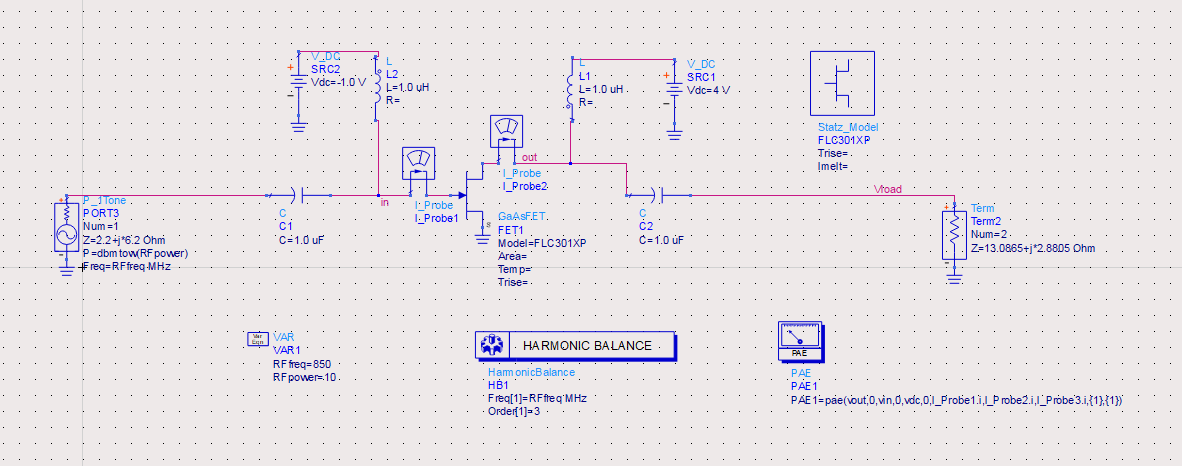 V_DC
SRC2
Vdc=-1.0 V
L
L2
L=1.0 uH
R=
L
L1
L=1.0 uH
R=
V_DC
SRC1
Vdc=4 V
Statz_Model
FLC301XP
Trise=
Imelt=
out
I_Probe
I_Probe2
in
I_Probe
I_Probe1
P_1Tone
PORT3
Num=1
Z=2.2+j*6.2 Ohm
P=dbmtow(RFpower)
Freq=RFfreq MHz
C
C1
C=1.0 uF
GaAsFET
FET1
Model=FLC301XP
Area=
Temp=
Trise=
C
C2
C=1.0 uF
Vload
Term
Term2
Num=2
Z=13.0865+j*2.8805 Ohm
Var
Eqn
VAR
VAR1
RFfreq=850
RFpower=10
HARMONIC BALANCE
HarmonicBalance
HB1
Freq[1]=RFfreq MHz
Order[1]=3
PAE
PAE
PAE1
PAE1=pae(vout,0,vin,0,vdc,0,I_Probe1.i,I_Probe2.i,I_Probe3.i,{1},{1})